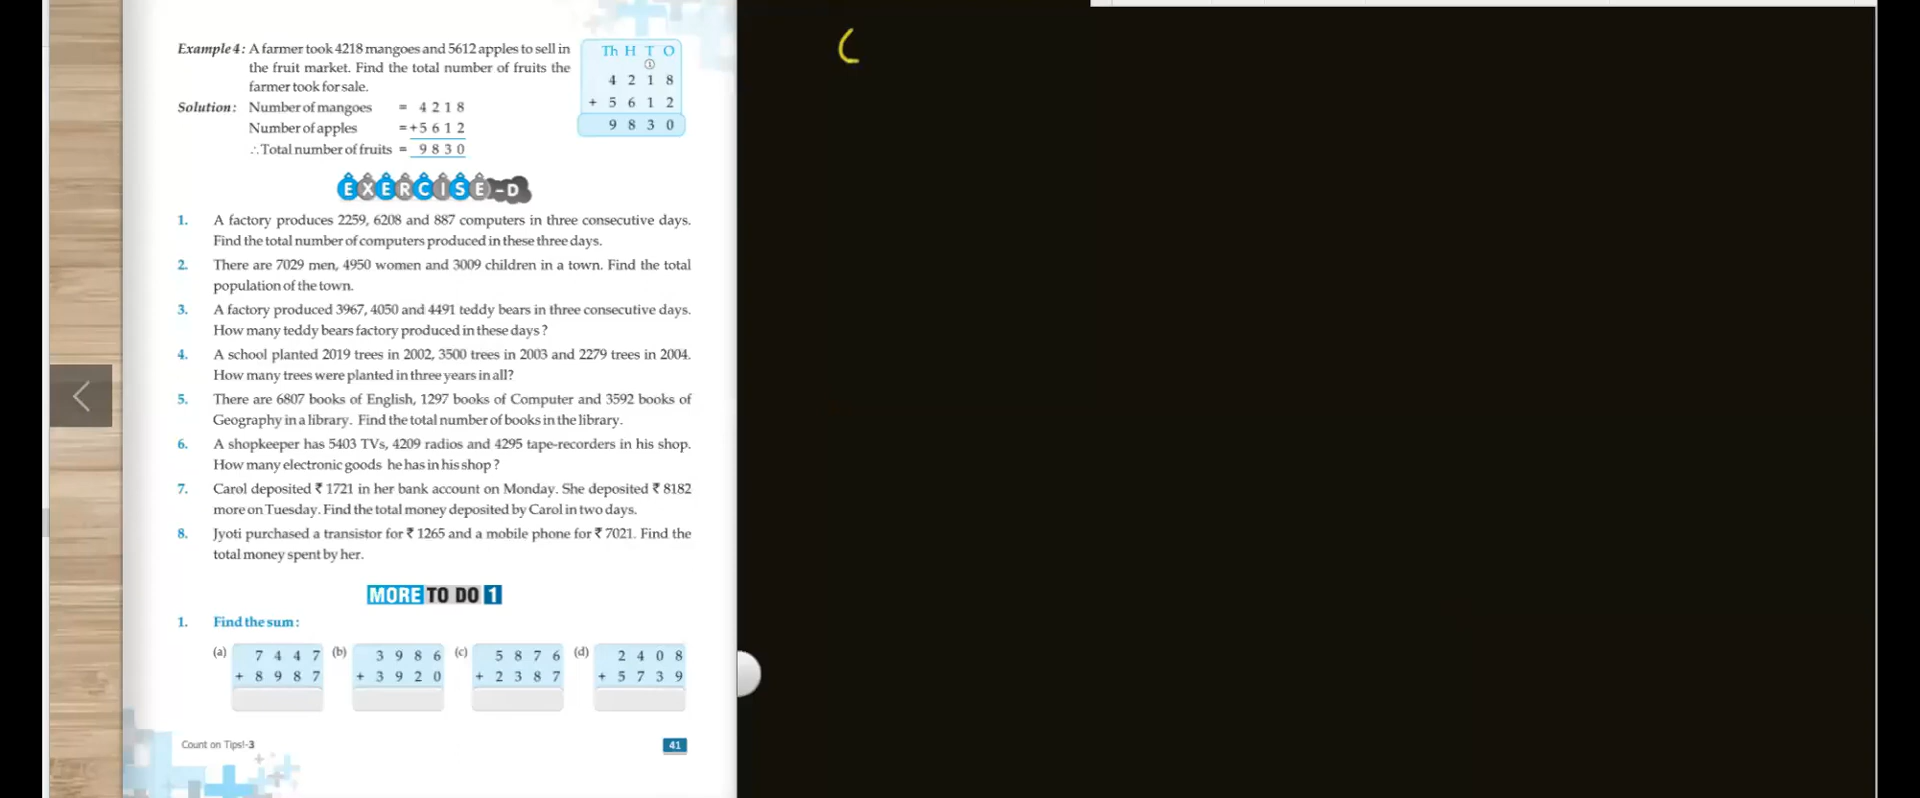 Example 4 : A farmer took 4218 mangoes and 5612 apples to sell in
the fruit market. Find the total number of fruits the
farmer took for sale.
Th H T O
①
4 2 1 8
+ 5 6 1 2
9 8 3 0
Solution : Number of mangoes = 4 2 1 8
Number of apples = +5 6 1 2
∴ Total number of fruits = 9 8 3 0
EXERCISE - D
1. A factory produces 2259, 6208 and 887 computers in three consecutive days.
Find the total number of computers produced in these three days.
2. There are 7029 men, 4950 women and 3009 children in a town. Find the total
population of the town.
3. A factory produced 3967, 4050 and 4491 teddy bears in three consecutive days.
How many teddy bears factory produced in these days ?
4. A school planted 2019 trees in 2002, 3500 trees in 2003 and 2279 trees in 2004.
How many trees were planted in three years in all?
5. There are 6807 books of English, 1297 books of Computer and 3592 books of
Geography in a library. Find the total number of books in the library.
6. A shopkeeper has 5403 TVs, 4209 radios and 4295 tape-recorders in his shop.
How many electronic goods he has in his shop ?
7. Carol deposited ₹ 1721 in her bank account on Monday. She deposited ₹ 8182
more on Tuesday. Find the total money deposited by Carol in two days.
8. Jyoti purchased a transistor for ₹ 1265 and a mobile phone for ₹ 7021. Find the
total money spent by her.
MORE TO DO 1
1. Find the sum :
(a) 7 4 4 7 (b) 3 9 8 6 (c) 5 8 7 6 (d) 2 4 0 8
+ 8 9 8 7 + 3 9 2 0 + 2 3 8 7 + 5 7 3 9
Count on Tips!-3 41